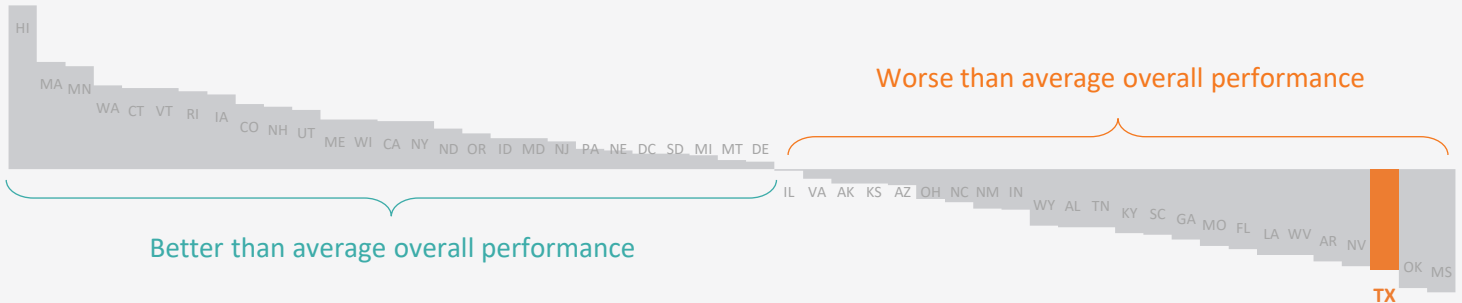 HI
MA
MN
WA
CT
VT
RI
IA
CO
NH
UT
ME
WI
CA
NY
ND
OR
ID
MD
NJ
PA
NE
DC
SD
MI
MT
DE
Worse than average overall performance
IL
VA
AK
KS
AZ
OH
NC
NM
IN
WY
AL
TN
KY
SC
GA
MO
FL
LA
WV
AR
NV
TX
OK
MS
Better than average overall performance